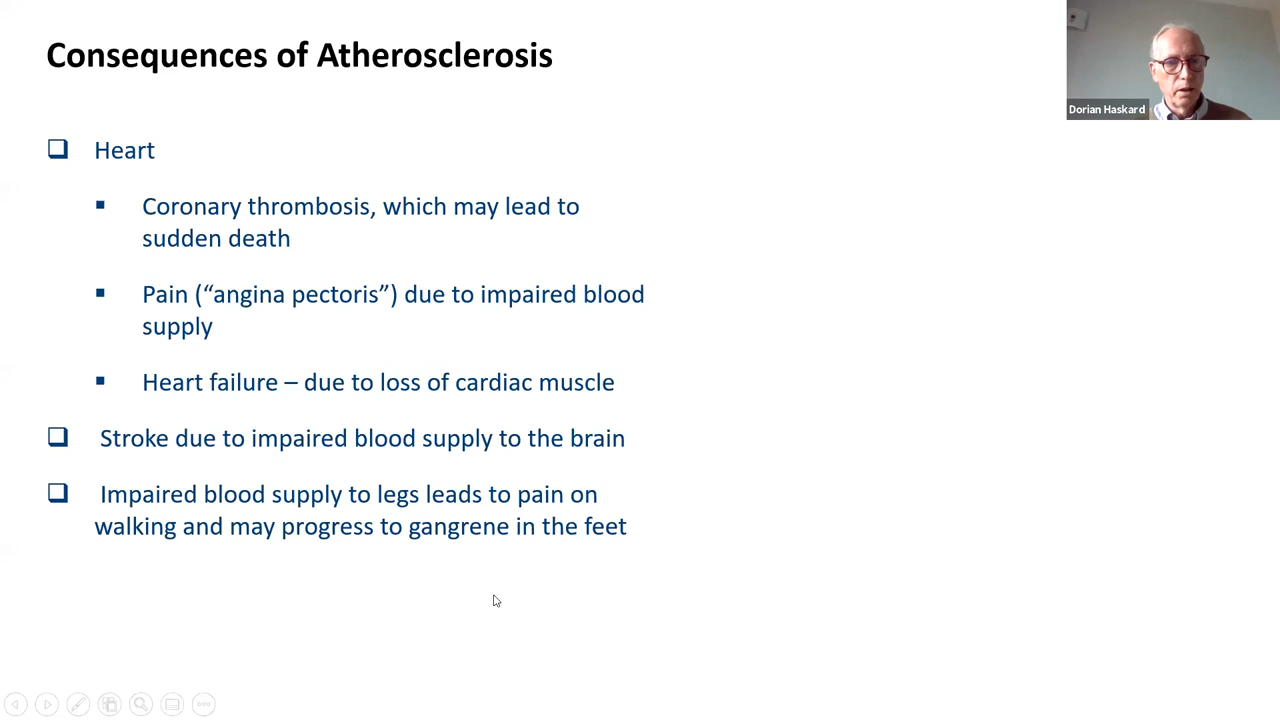 Consequences of Atherosclerosis
Dorian Haskard
Heart
Coronary thrombosis, which may lead to
sudden death
Pain (“angina pectoris”) due to impaired blood
supply
Heart failure – due to loss of cardiac muscle
Stroke due to impaired blood supply to the brain
Impaired blood supply to legs leads to pain on
walking and may progress to gangrene in the feet